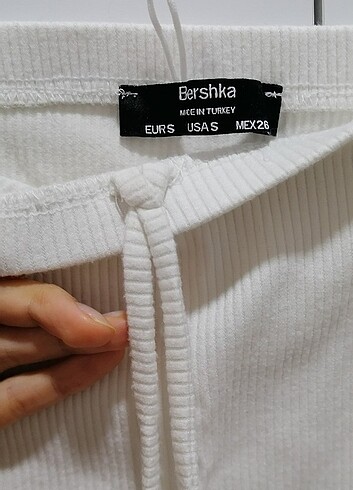 Bershka
MADE IN TURKEY
EUR S USA S MEX 26